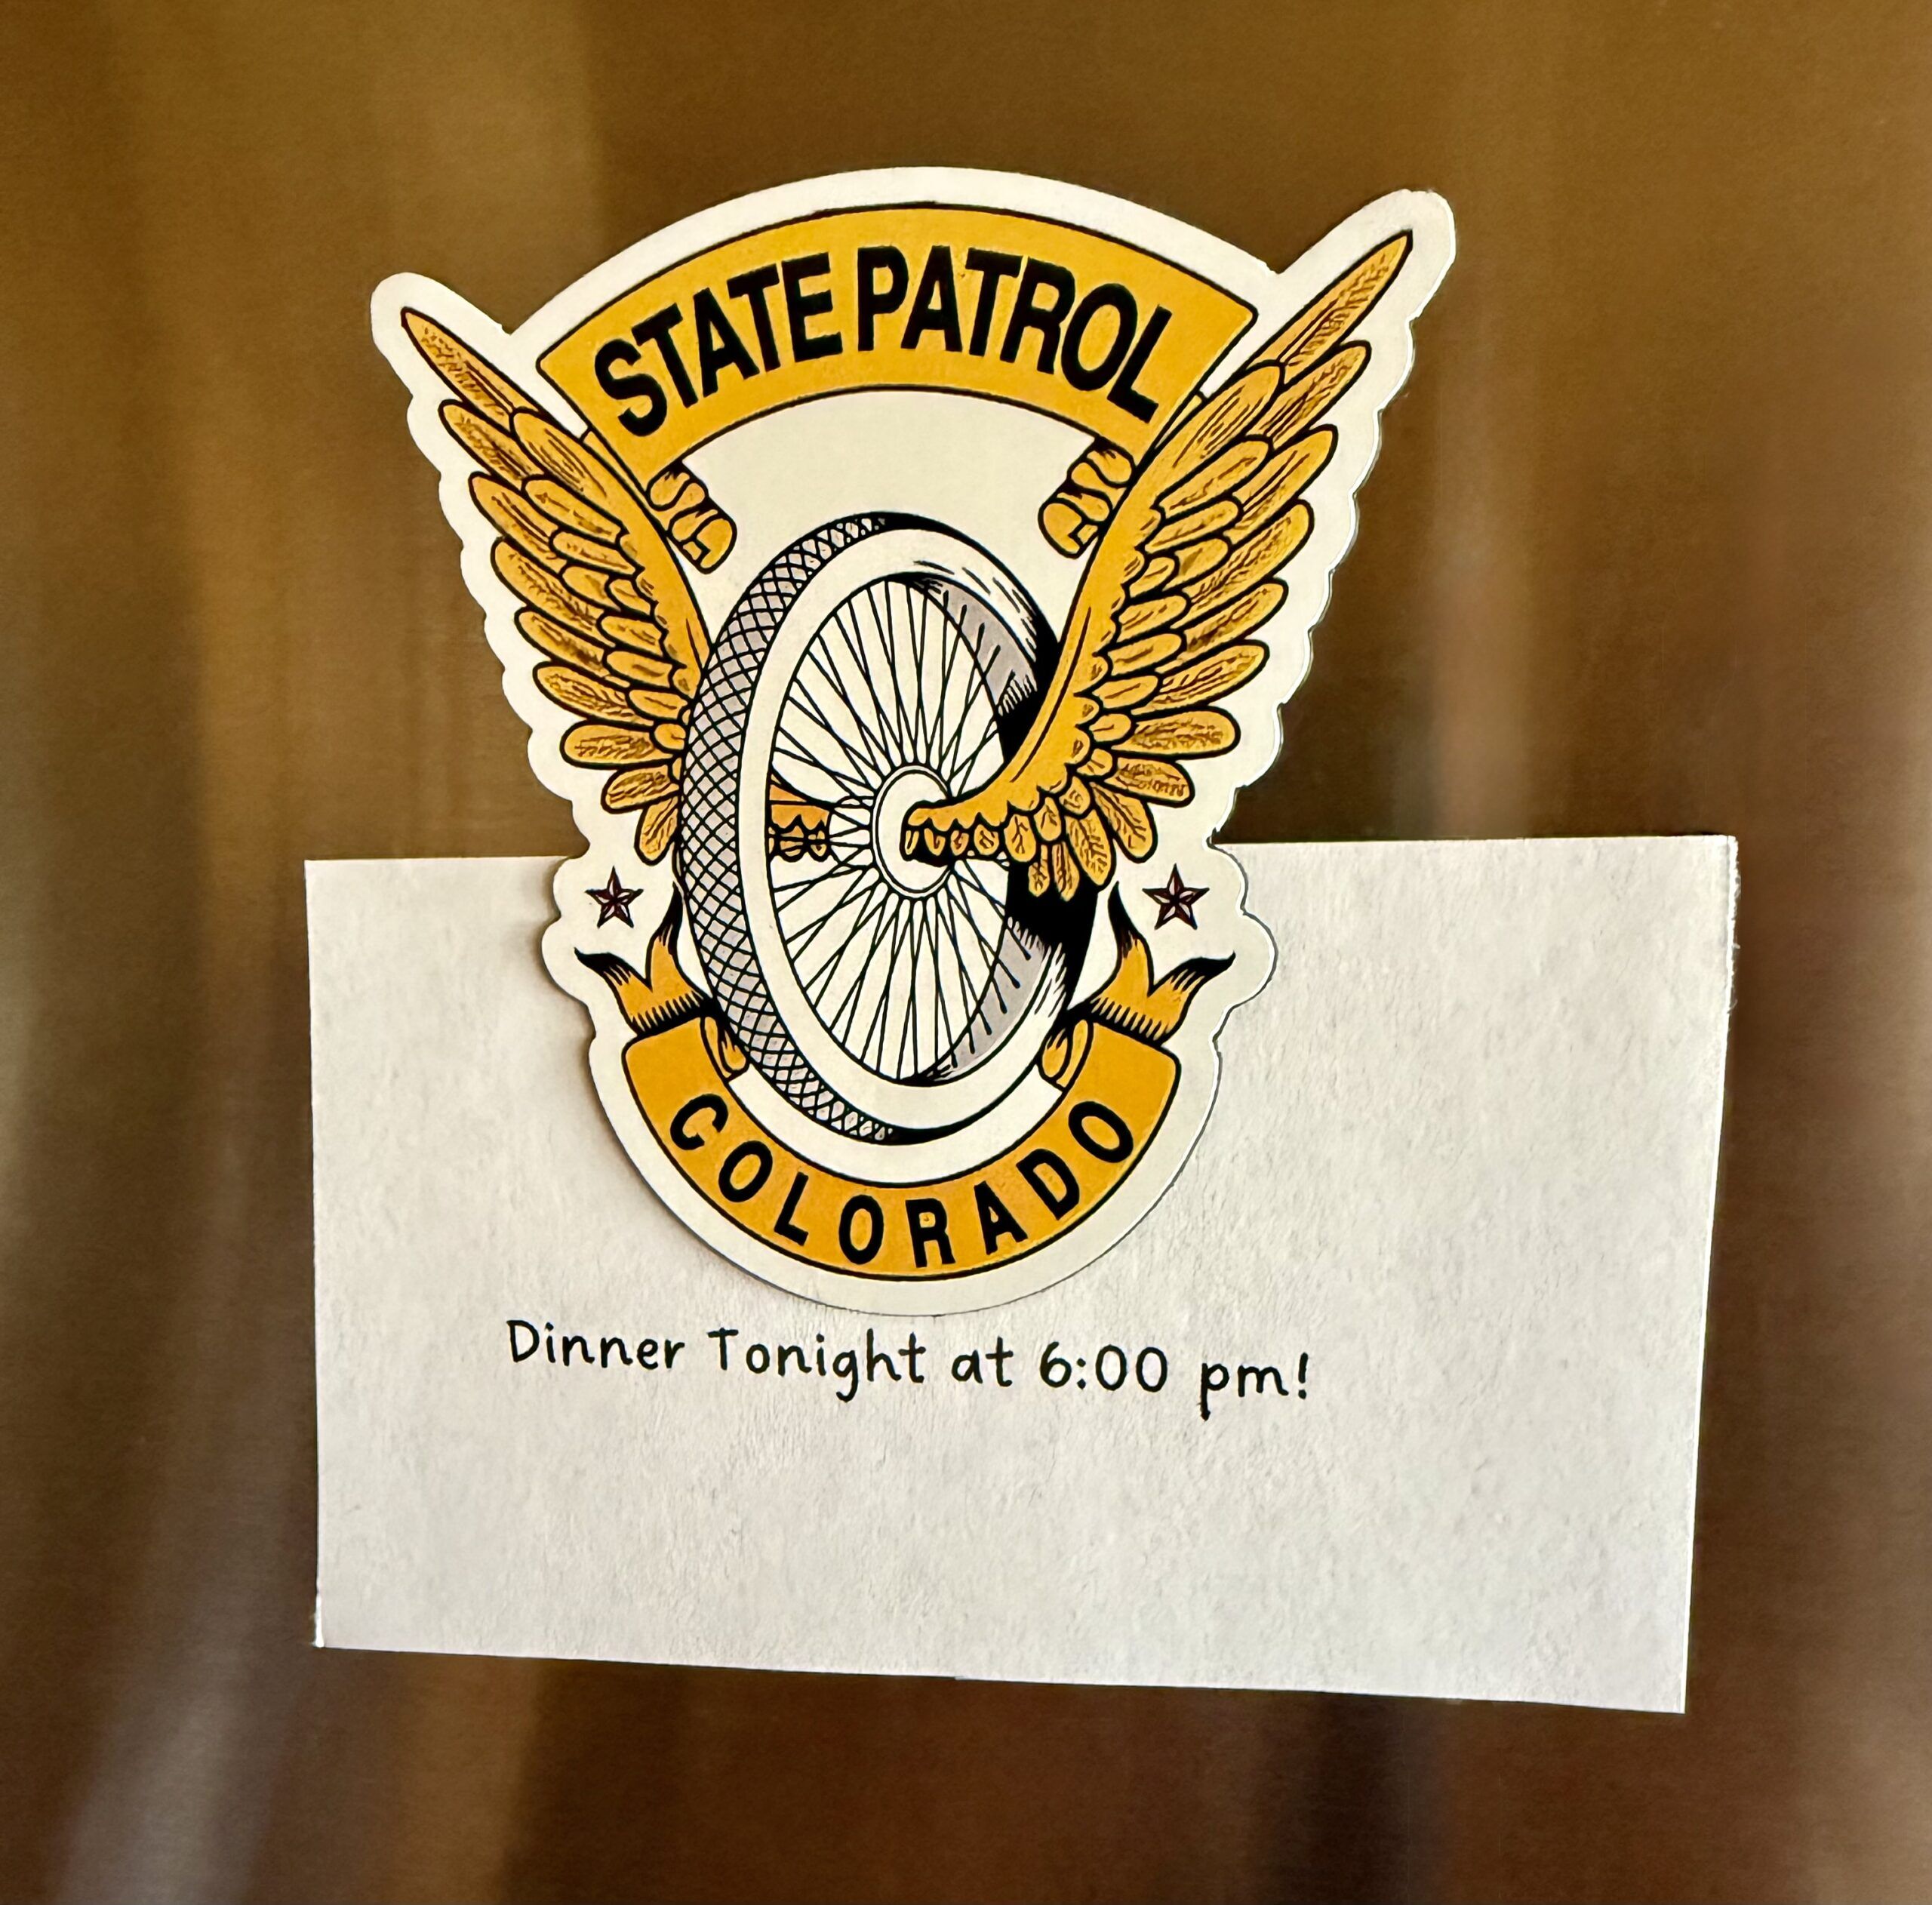 STATE PATROL
COLORADO
Dinner Tonight at 6:00 pm!